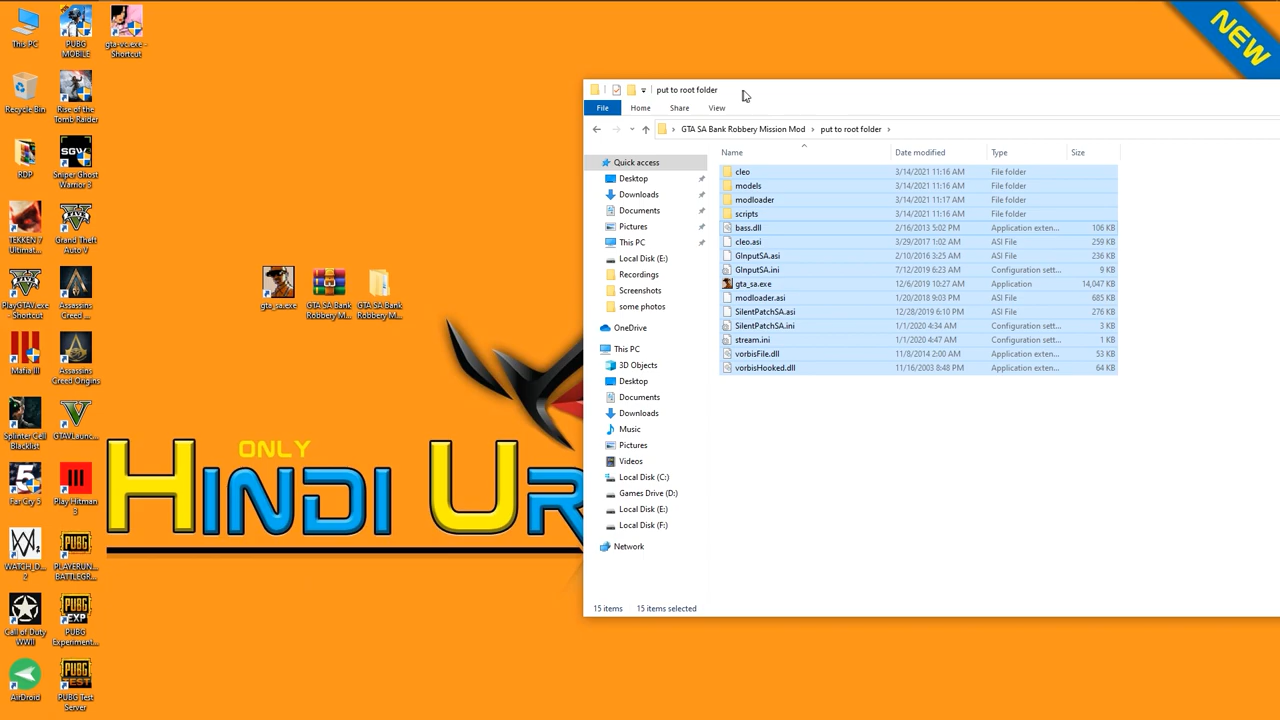 This PC
PUBG MOBILE
gta-vc.exe - Shortcut
Recycle Bin
Rise of the Tomb Raider
RDP
SGW
Sniper Ghost Warrior 3
TEKKEN 7 Ultimat...
Grand Theft Auto V
PlayGTAV.exe - Shortcut
Assassins Creed ...
Mafia III
Assassins Creed Origins
Splinter Cell Blacklist
GTAVLaunc...
Far Cry 5
Play Hitman 3
WATCH_D... 2
PLAYERUN... BATTLEGR...
Call of Duty WWII
PUBG Experiment...
AirDroid
PUBG Test Server
gta_sa.exe
GTA SA Bank Robbery M...
GTA SA Bank Robbery M...
NEW
ONLY
HINDI UR
put to root folder
File Home Share View
GTA SA Bank Robbery Mission Mod > put to root folder >
Quick access
Desktop
Downloads
Documents
Pictures
This PC
Local Disk (E:)
Recordings
Screenshots
some photos
OneDrive
This PC
3D Objects
Desktop
Documents
Downloads
Music
Pictures
Videos
Local Disk (C:)
Games Drive (D:)
Local Disk (E:)
Local Disk (F:)
Network
Name Date modified Type Size
cleo 3/14/2021 11:16 AM File folder
models 3/14/2021 11:16 AM File folder
modloader 3/14/2021 11:17 AM File folder
scripts 3/14/2021 11:16 AM File folder
bass.dll 2/16/2013 5:02 PM Application exten... 106 KB
cleo.asi 3/29/2017 1:02 AM ASI File 259 KB
GInputSA.asi 2/10/2016 3:25 AM ASI File 236 KB
GInputSA.ini 7/12/2019 6:23 AM Configuration sett... 9 KB
gta_sa.exe 12/6/2019 10:27 AM Application 14,047 KB
modloader.asi 1/20/2018 9:03 PM ASI File 685 KB
SilentPatchSA.asi 12/28/2019 6:10 PM ASI File 276 KB
SilentPatchSA.ini 1/1/2020 4:34 AM Configuration sett... 3 KB
stream.ini 1/1/2020 4:47 AM Configuration sett... 1 KB
vorbisFile.dll 11/8/2014 2:00 AM Application exten... 53 KB
vorbisHooked.dll 11/16/2003 8:48 PM Application exten... 64 KB
15 items 15 items selected